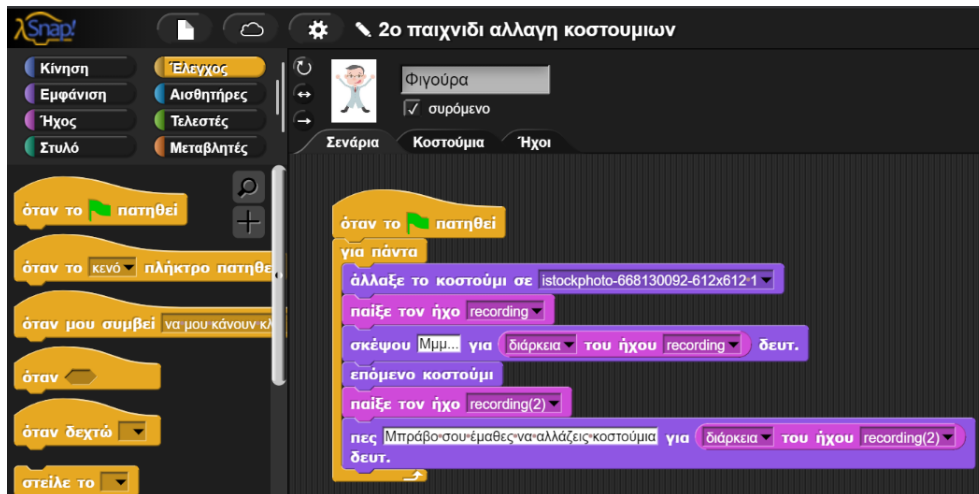 λSnap!
2ο παιχνιδι αλλαγη κοστουμιων
Κίνηση
Έλεγχος
Εμφάνιση
Αισθητήρες
Ήχος
Τελεστές
Στυλό
Μεταβλητές
Φιγούρα
συρόμενο
Σενάρια Κοστούμια Ήχοι
όταν το πατηθεί
όταν το κενό πλήκτρο πατηθε
όταν μου συμβεί να μου κάνουν κλ
όταν
όταν δεχτώ
στείλε το
όταν το πατηθεί
για πάντα
άλλαξε το κοστούμι σε istockphoto-668130092-612x612-1
παίξε τον ήχο recording
σκέψου Μμμ... για διάρκεια του ήχου recording δευτ.
επόμενο κοστούμι
παίξε τον ήχο recording(2)
πες Μπράβο σου έμαθες να αλλάζεις κοστούμια για διάρκεια του ήχου recording(2)
δευτ.